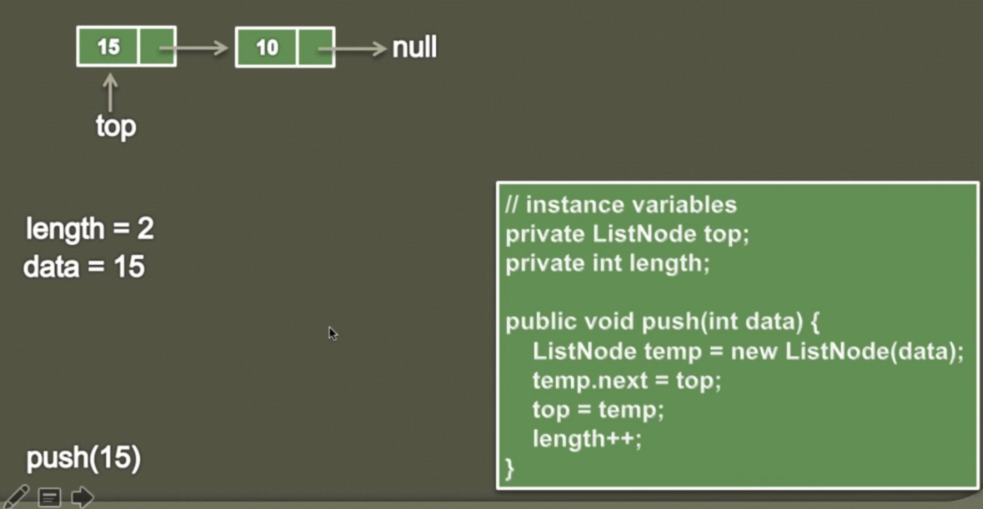 15 10 null
top
length = 2
data = 15
// instance variables
private ListNode top;
private int length;
public void push(int data) {
ListNode temp = new ListNode(data);
temp.next = top;
top = temp;
length++;
}
push(15)